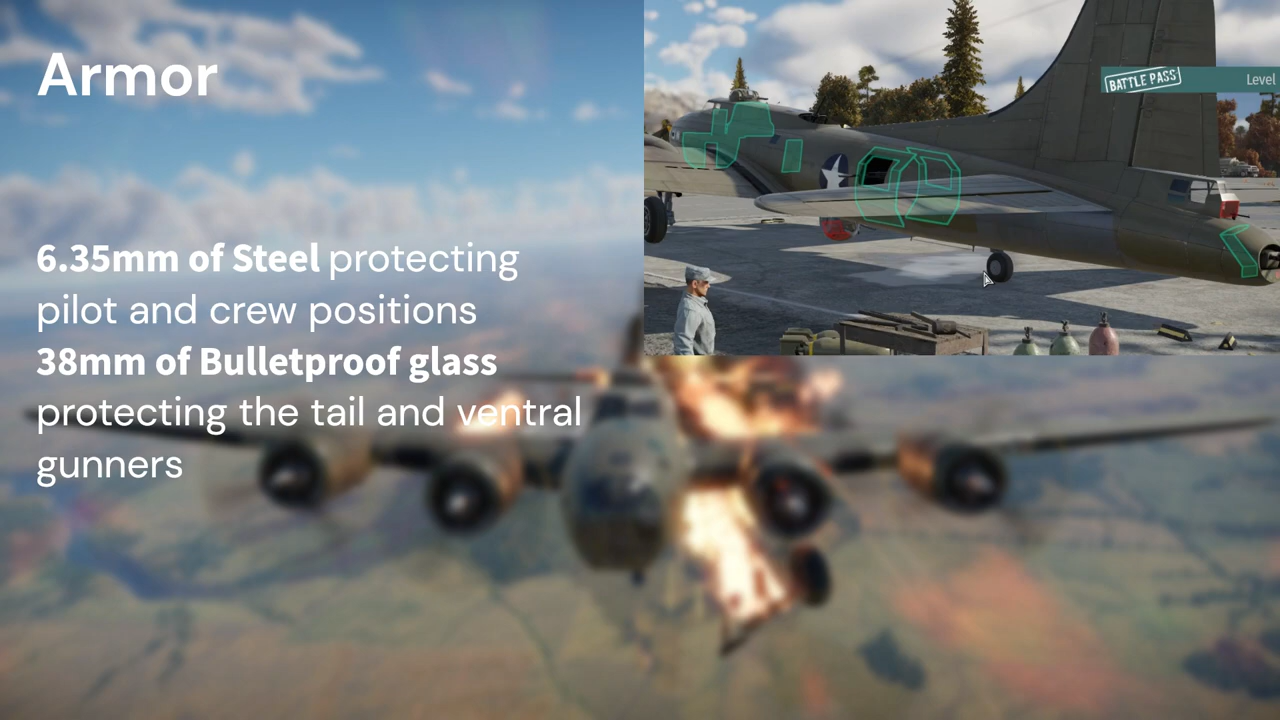 Armor
BATTLE PASS
Level
6.35mm of Steel protecting
pilot and crew positions
38mm of Bulletproof glass
protecting the tail and ventral
gunners